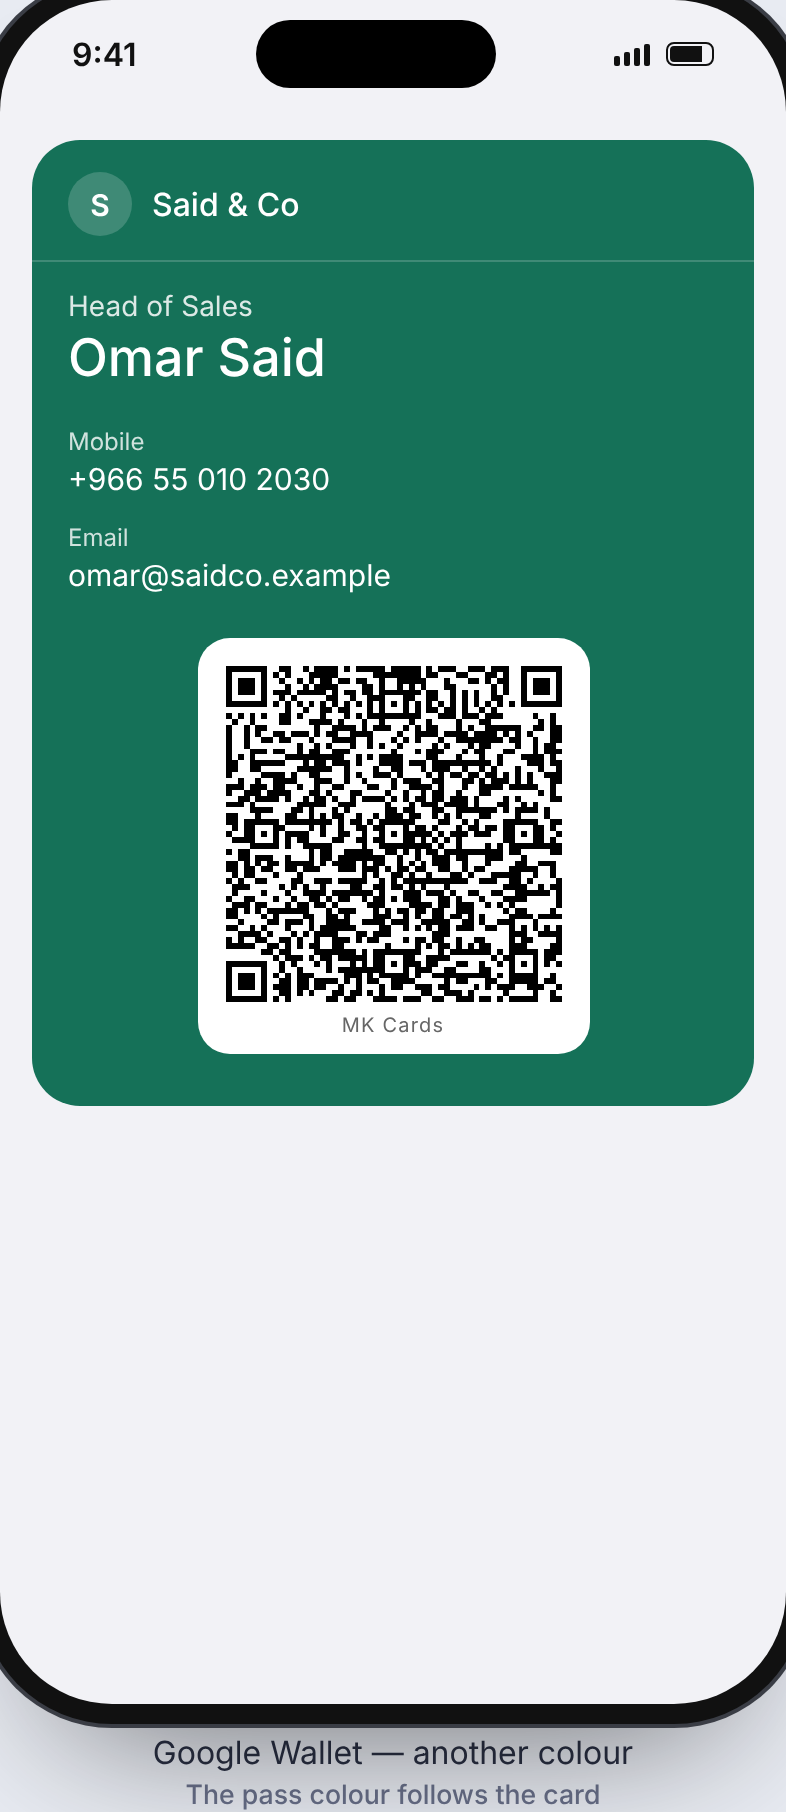 9:41
S
Said & Co
Head of Sales
Omar Said
Mobile
+966 55 010 2030
Email
omar@saidco.example
MK Cards
Google Wallet — another colour
The pass colour follows the card